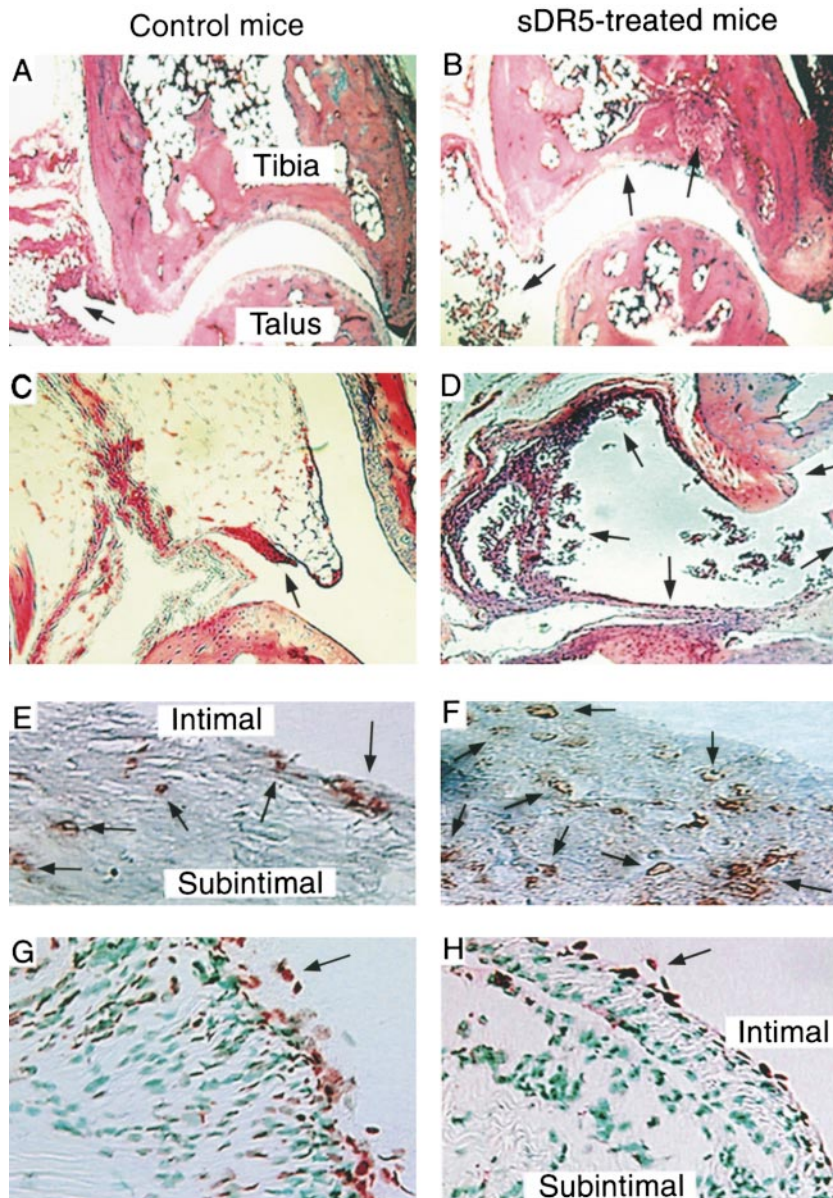 Control mice
sDR5-treated mice
A
Tibia
Talus
B
C
D
E
Intimal
Subintimal
F
G
H
Intimal
Subintimal